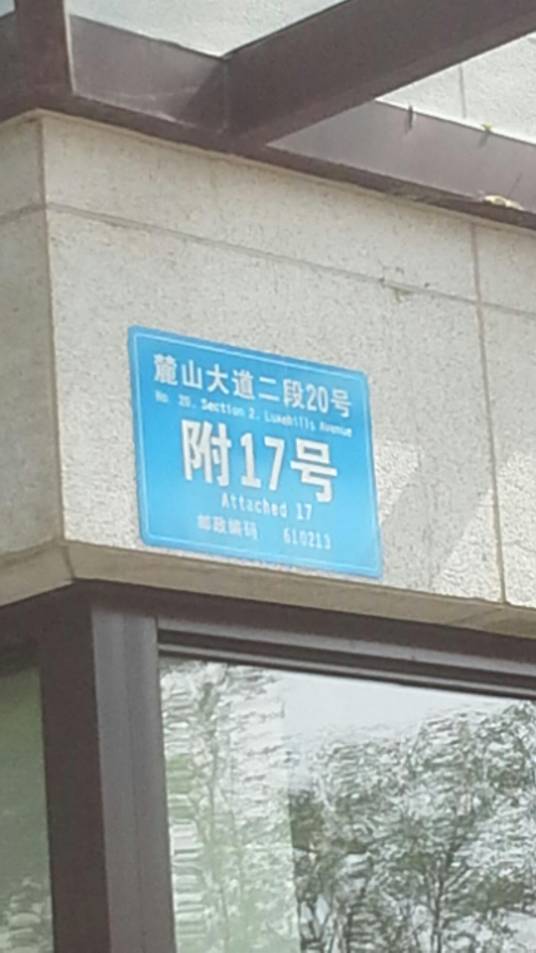 麓山大道二段20号
No. 20, Section 2, Luxehills Avenue
附17号
Attached 17
邮政编码 610213